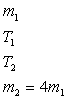 m₁
T₁
T₂
m₂ = 4m₁